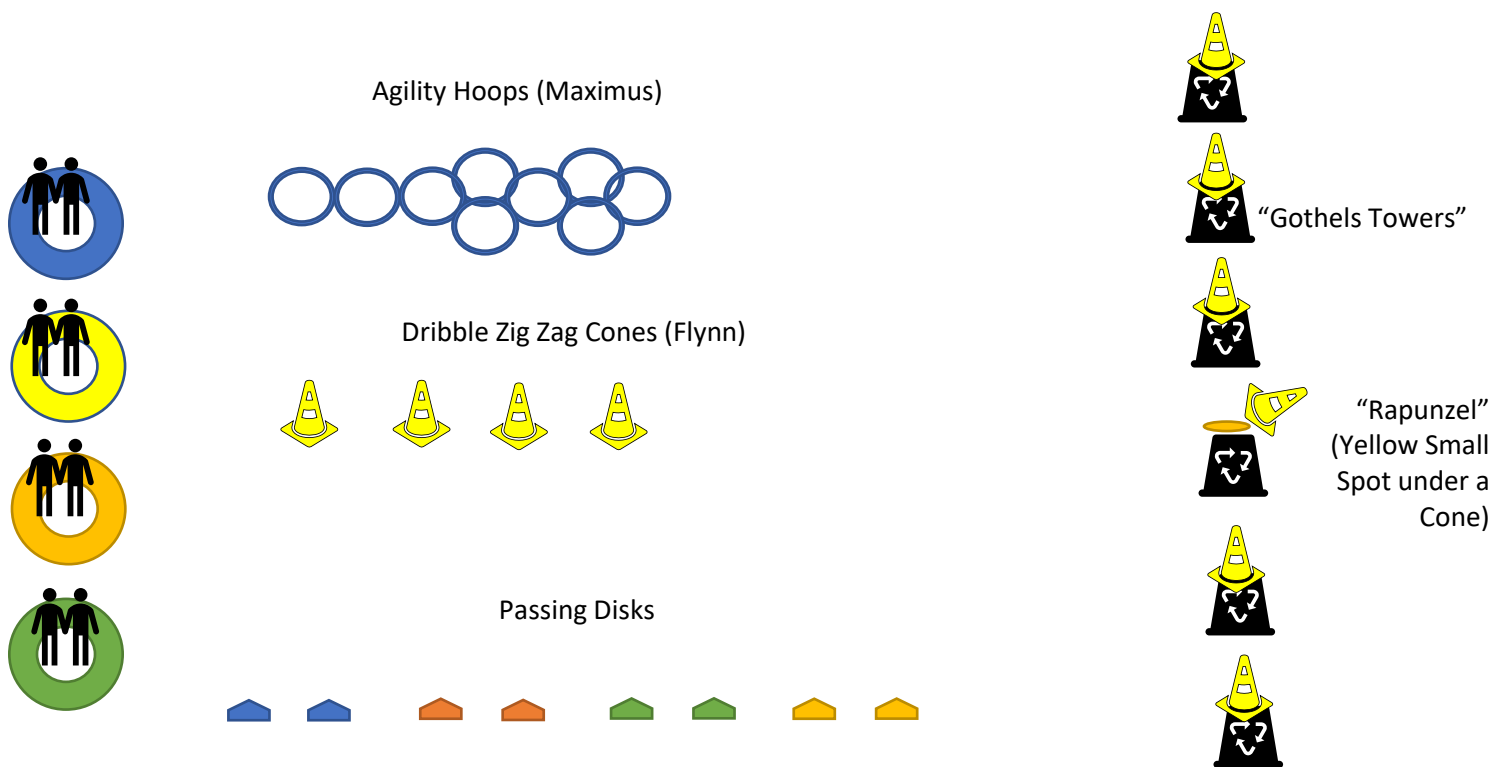 Agility Hoops (Maximus)
“Gothels Towers”
Dribble Zig Zag Cones (Flynn)
“Rapunzel”
(Yellow Small
Spot under a
Cone)
Passing Disks